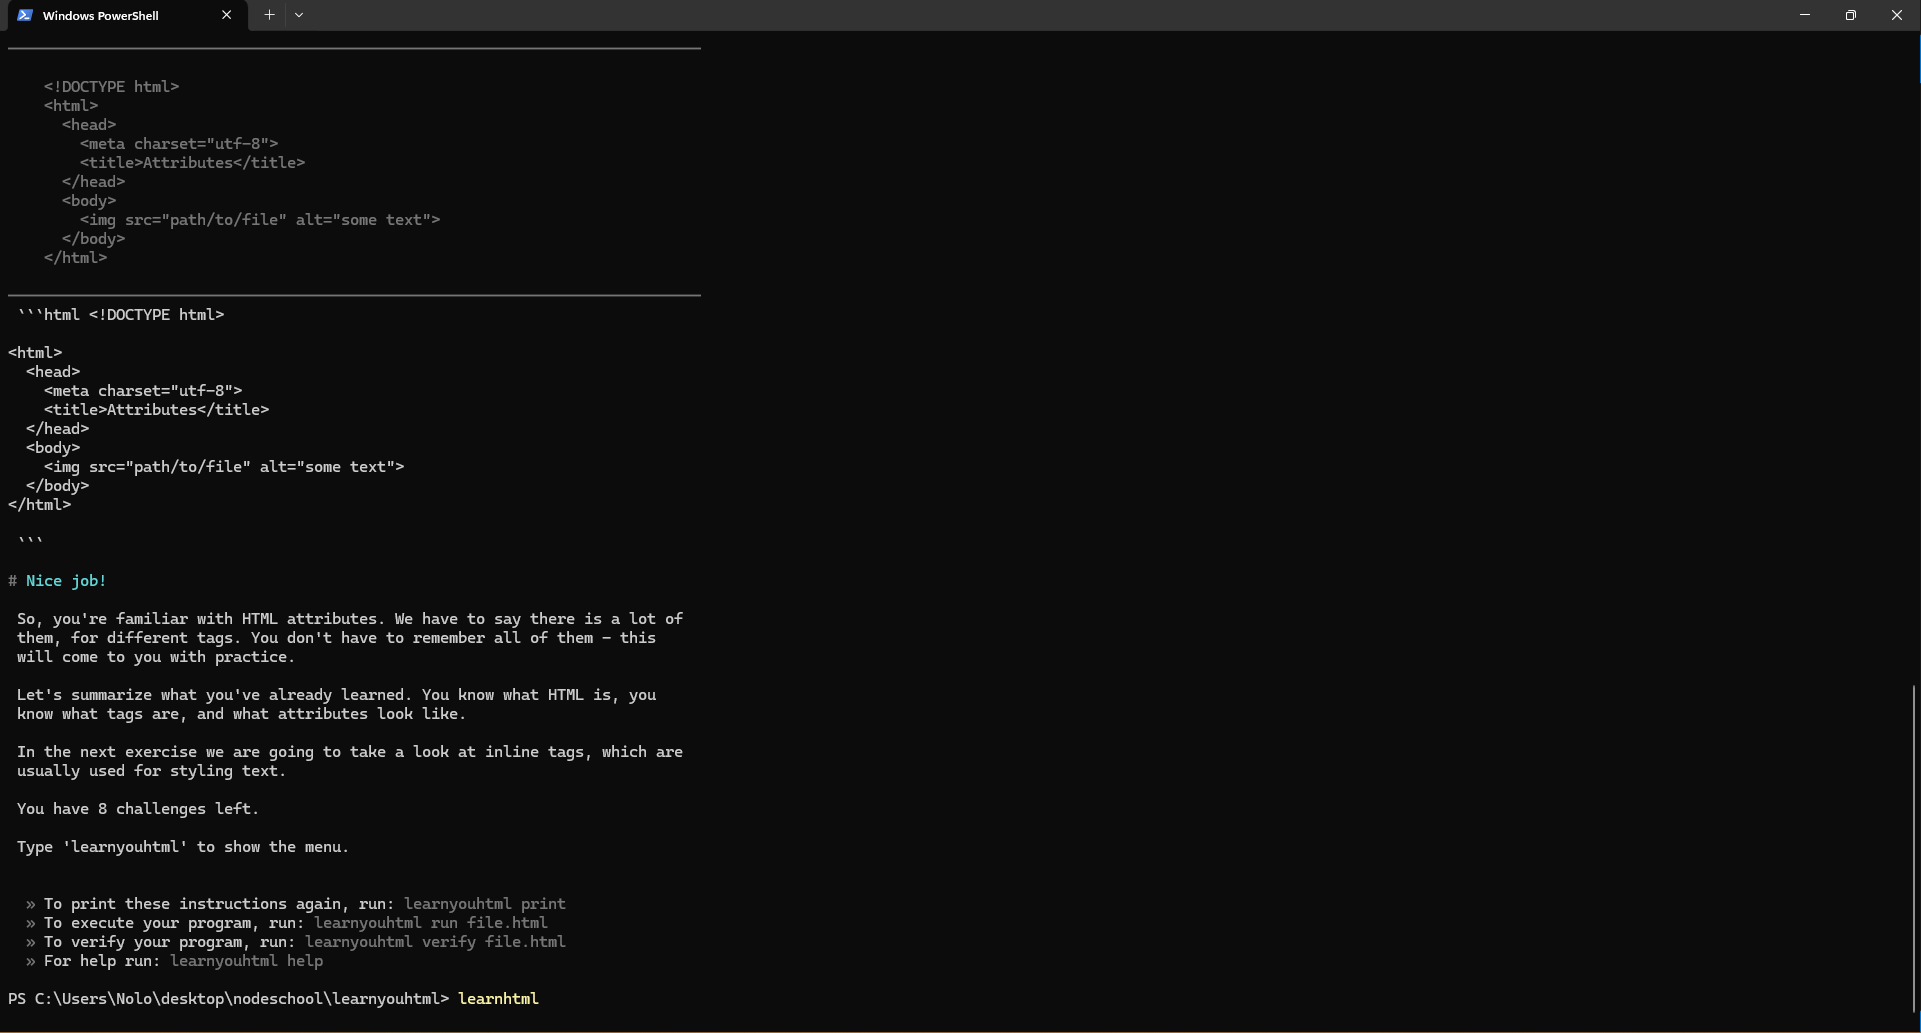 Windows PowerShell
<!DOCTYPE html>
<html>
<head>
<meta charset="utf-8">
<title>Attributes</title>
</head>
<body>
<img src="path/to/file" alt="some text">
</body>
</html>
```html <!DOCTYPE html>
<html>
<head>
<meta charset="utf-8">
<title>Attributes</title>
</head>
<body>
<img src="path/to/file" alt="some text">
</body>
</html>
```
# Nice job!
So, you're familiar with HTML attributes. We have to say there is a lot of
them, for different tags. You don't have to remember all of them - this
will come to you with practice.
Let's summarize what you've already learned. You know what HTML is, you
know what tags are, and what attributes look like.
In the next exercise we are going to take a look at inline tags, which are
usually used for styling text.
You have 8 challenges left.
Type 'learnyouhtml' to show the menu.
» To print these instructions again, run: learnyouhtml print
» To execute your program, run: learnyouhtml run file.html
» To verify your program, run: learnyouhtml verify file.html
» For help run: learnyouhtml help
PS C:\Users\Nolo\desktop\nodeschool\learnyouhtml> learnhtml